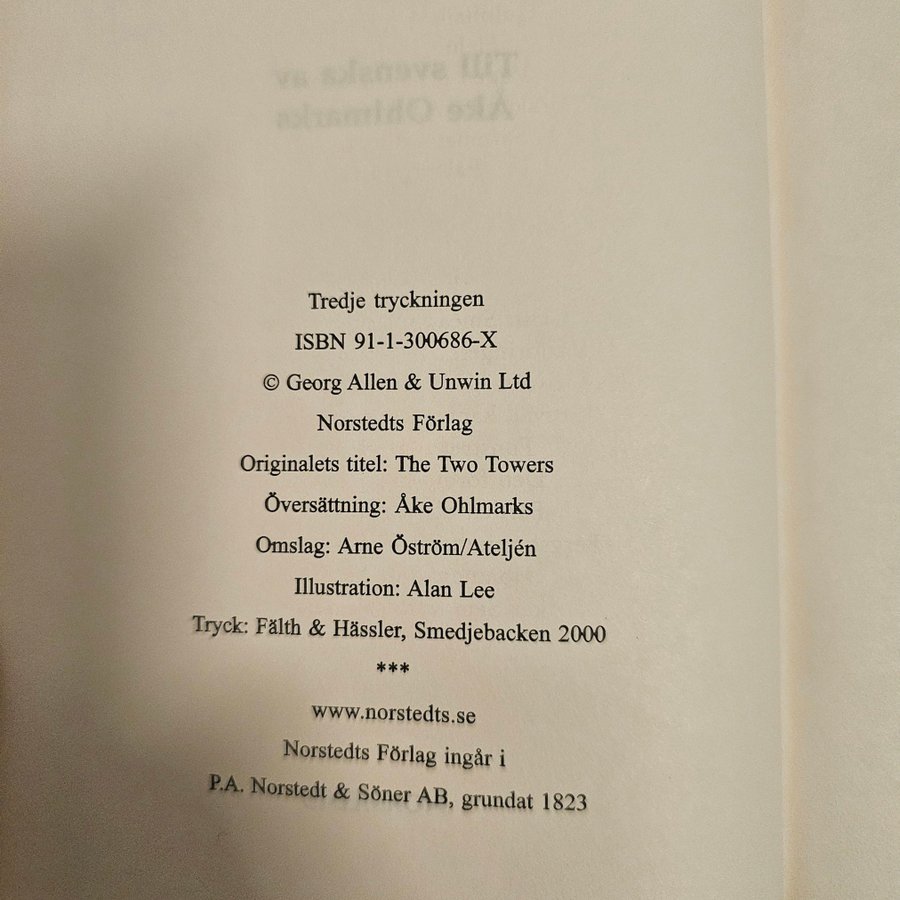 Till svenska av
Åke Ohlmarks
Tredje tryckningen
ISBN 91-1-300686-X
© Georg Allen & Unwin Ltd
Norstedts Förlag
Originalets titel: The Two Towers
Översättning: Åke Ohlmarks
Omslag: Arne Öström/Ateljén
Illustration: Alan Lee
Tryck: Fälth & Hässler, Smedjebacken 2000
***
www.norstedts.se
Norstedts Förlag ingår i
P.A. Norstedt & Söner AB, grundat 1823